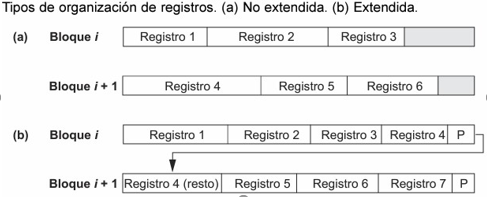 Tipos de organización de registros. (a) No extendida. (b) Extendida.
(a) Bloque i Registro 1 Registro 2 Registro 3
Bloque i + 1 Registro 4 Registro 5 Registro 6
(b) Bloque i Registro 1 Registro 2 Registro 3 Registro 4 P
Bloque i + 1 Registro 4 (resto) Registro 5 Registro 6 Registro 7 P